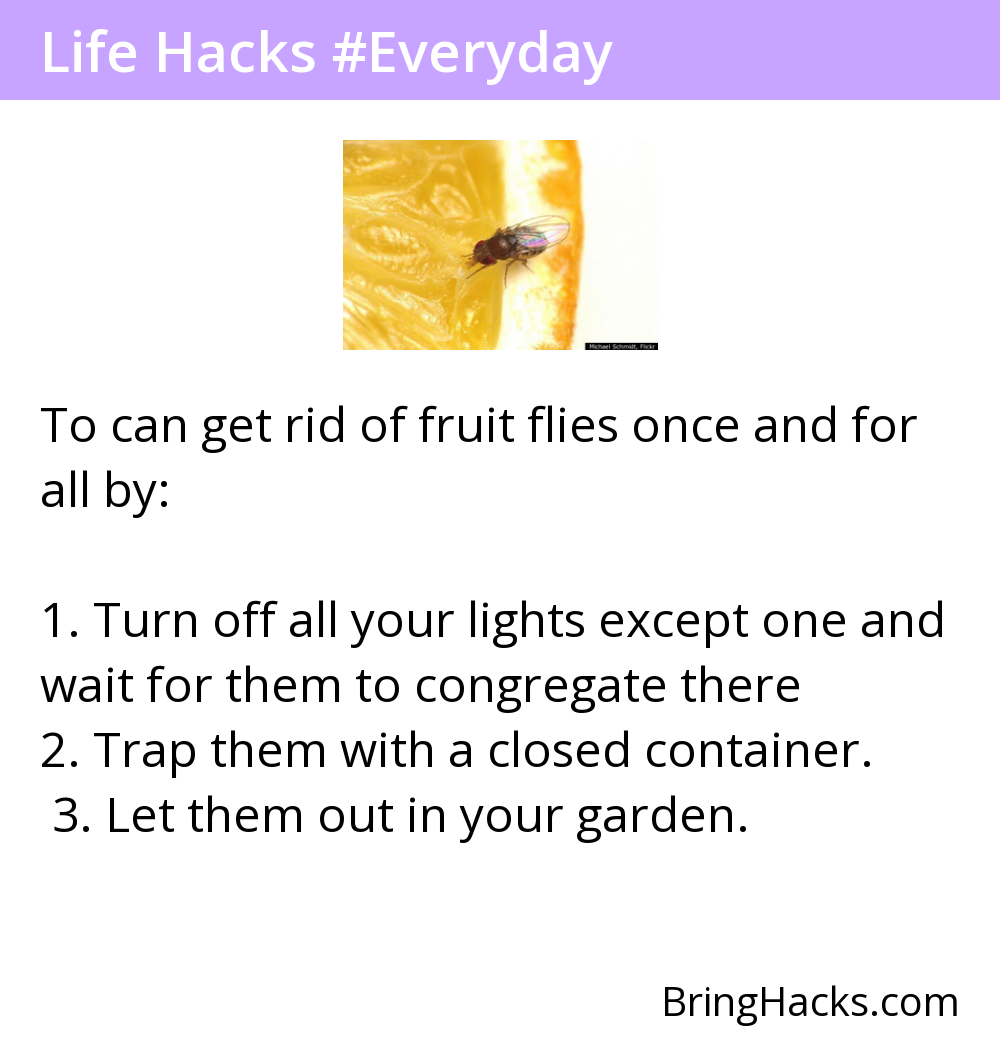 Life Hacks #Everyday
Michael Schmidt, Flickr
To can get rid of fruit flies once and for
all by:
1. Turn off all your lights except one and
wait for them to congregate there
2. Trap them with a closed container.
3. Let them out in your garden.
BringHacks.com